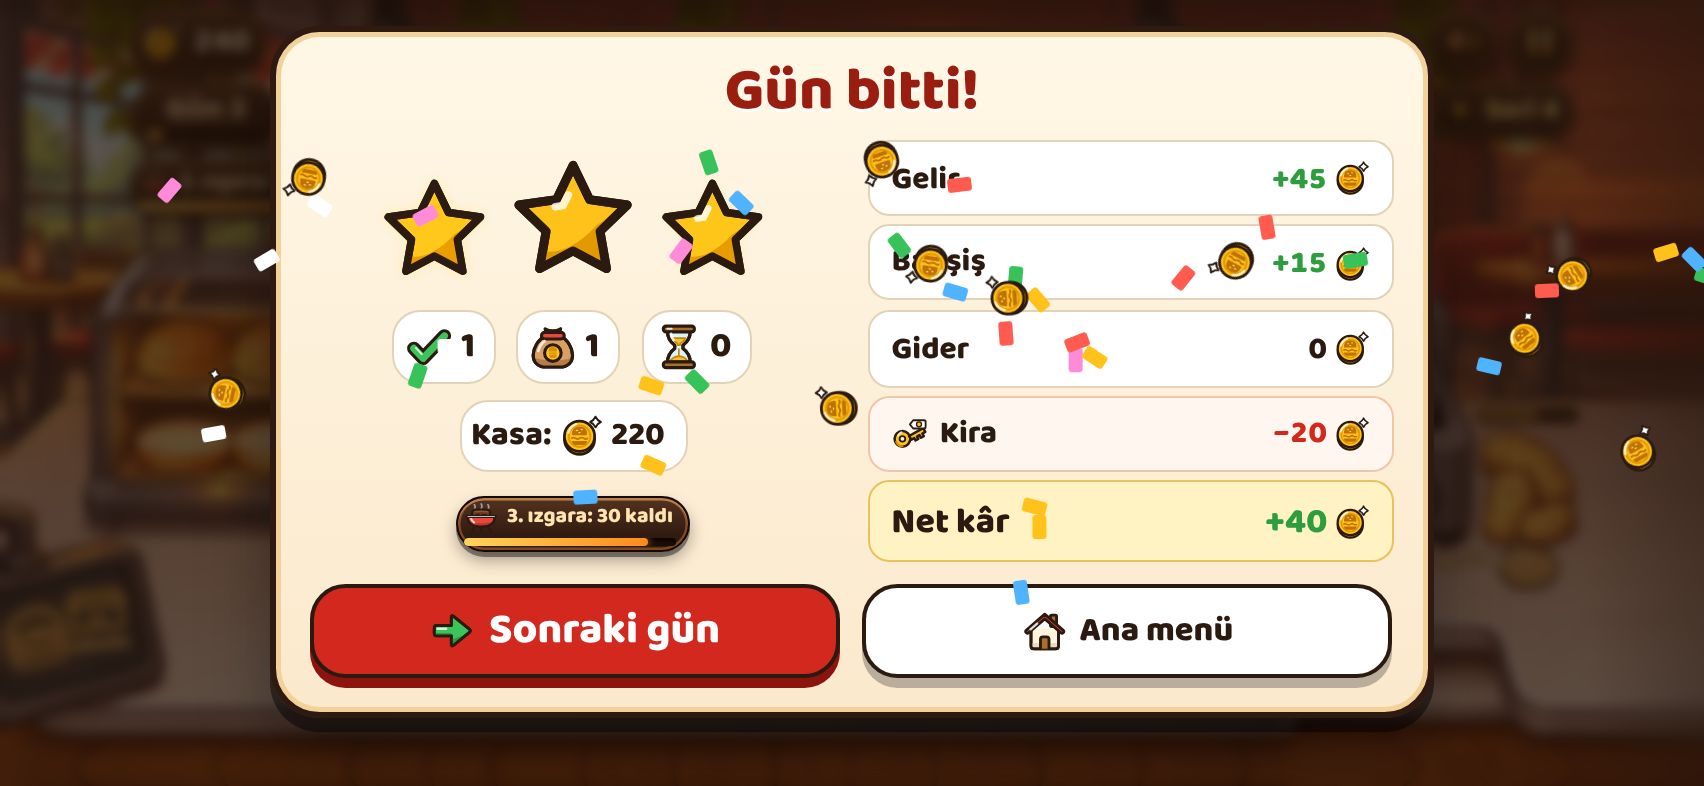 Gün bitti!
1
1
0
Kasa: 220
3. ızgara: 30 kaldı
Gelir +45
+15
Gider 0
Kira -20
Net kâr +40
Sonraki gün
Ana menü
240